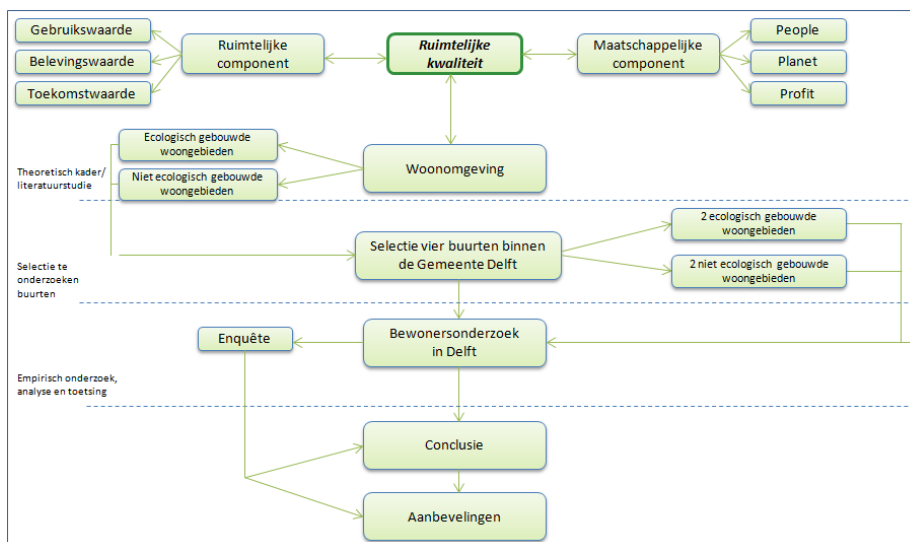 Gebruikswaarde
Belevingswaarde
Toekomstwaarde
Ruimtelijke
component
Ruimtelijke
kwaliteit
Maatschappelijke
component
People
Planet
Profit
Ecologisch gebouwde
woongebieden
Niet ecologisch gebouwde
woongebieden
Woonomgeving
Theoretisch kader/
literatuurstudie
Selectie vier buurten binnen
de Gemeente Delft
2 ecologisch gebouwde
woongebieden
2 niet ecologisch gebouwde
woongebieden
Selectie te
onderzoeken
buurten
Enquête
Bewonersonderzoek
in Delft
Empirisch onderzoek,
analyse en toetsing
Conclusie
Aanbevelingen